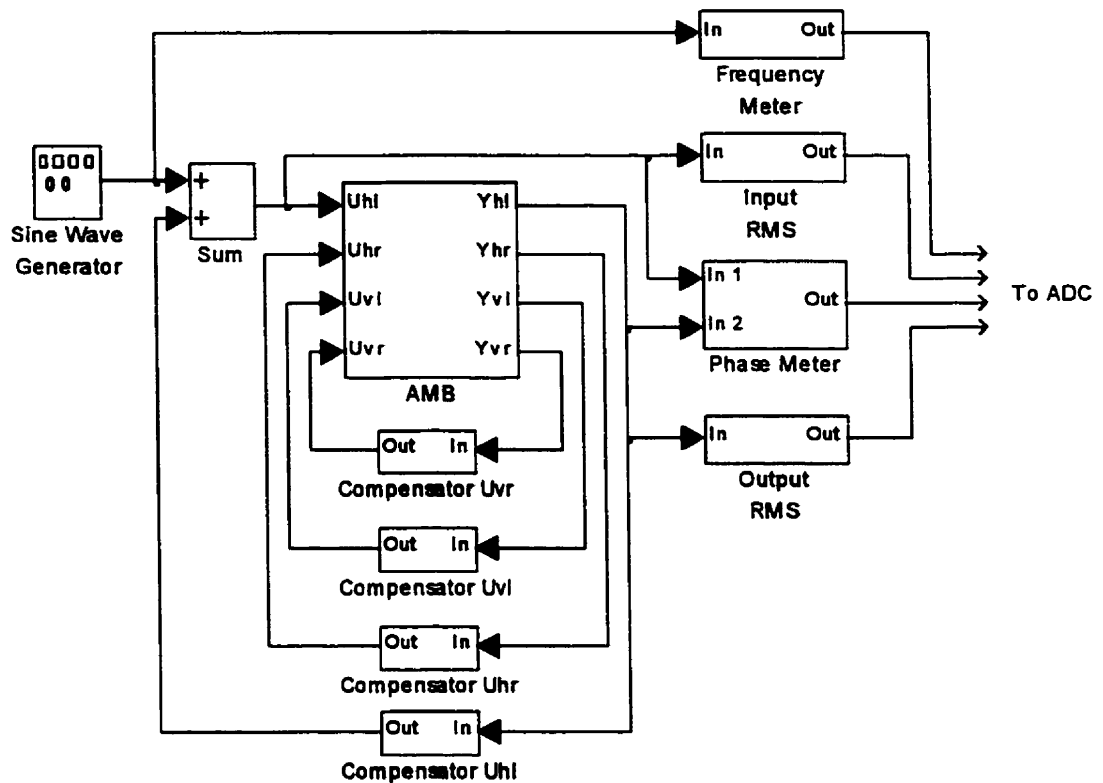 In Out
Frequency
Meter
In Out
Input
RMS
Sine Wave
Generator
+
+
Sum
Uhl Yhl
Uhr Yhr
Uvl Yvl
Uvr Yvr
AMB
In 1
Out
In 2
Phase Meter
To ADC
In Out
Output
RMS
Out In
Compensator Uvr
Out In
Compensator Uvl
Out In
Compensator Uhr
Out In
Compensator Uhl